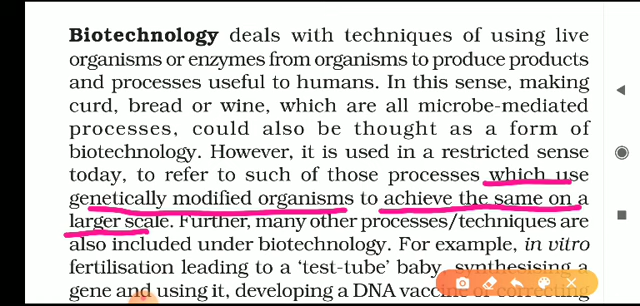 Biotechnology deals with techniques of using live
organisms or enzymes from organisms to produce products
and processes useful to humans. In this sense, making
curd, bread or wine, which are all microbe-mediated
processes, could also be thought as a form of
biotechnology. However, it is used in a restricted sense
today, to refer to such of those processes which use
genetically modified organisms to achieve the same on a
larger scale. Further, many other processes/techniques are
also included under biotechnology. For example, in vitro
fertilisation leading to a ‘test-tube’ baby, synthesising a
gene and using it, developing a DNA vaccine or correcting